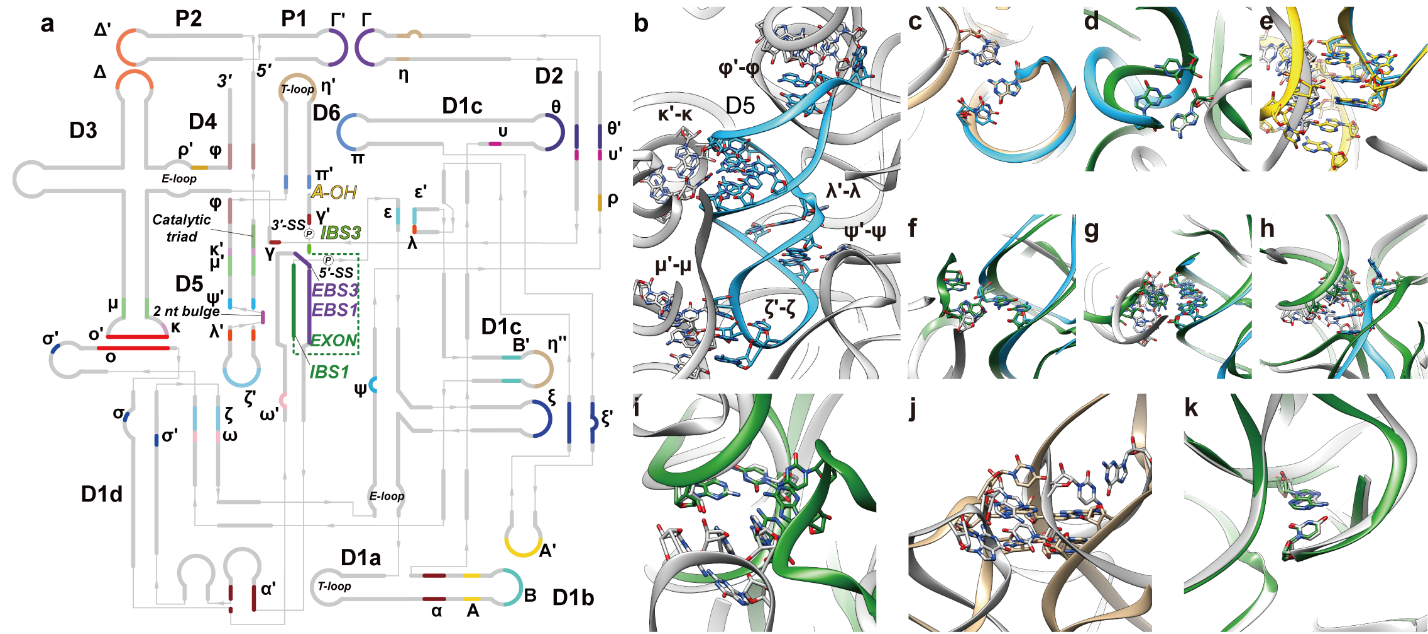 a
P2
P1
Γ'
Γ
Δ'
Δ
η
3'
5'
T-loop
η'
D2
D3
D4
D6
D1c
θ
ρ'
φ
π
υ
θ'
υ'
E-loop
π'
A-OH
ε'
ρ
φ
γ'
ε
Catalytic
triad
3'-SS
P
IBS3
λ
γ
κ'
μ'
P
5'-SS
D5
EBS3
μ
ψ'
EBS1
2 nt bulge
κ
D1c
σ'
o'
λ'
EXON
B'
η''
o
IBS1
ζ'
ψ
ξ
ω'
ξ'
σ
ζ
σ'
ω
D1d
E-loop
A'
D1a
α'
T-loop
B
D1b
α
A
b
φ'-φ
D5
κ'-κ
λ'-λ
ψ'-ψ
μ'-μ
ζ'-ζ
c
d
e
f
g
h
i
j
k